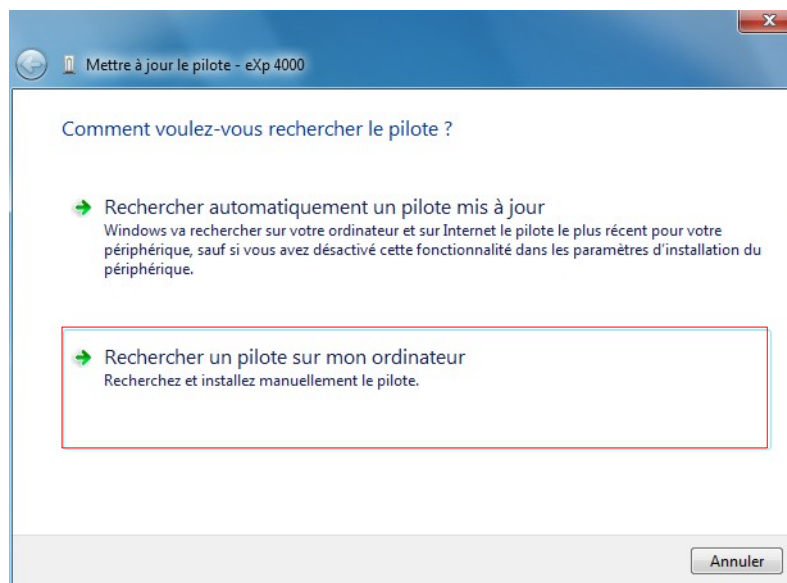 Mettre à jour le pilote - eXp 4000
Comment voulez-vous rechercher le pilote ?
Rechercher automatiquement un pilote mis à jour
Windows va rechercher sur votre ordinateur et sur Internet le pilote le plus récent pour votre
périphérique, sauf si vous avez désactivé cette fonctionnalité dans les paramètres d'installation du
périphérique.
Rechercher un pilote sur mon ordinateur
Recherchez et installez manuellement le pilote.
Annuler